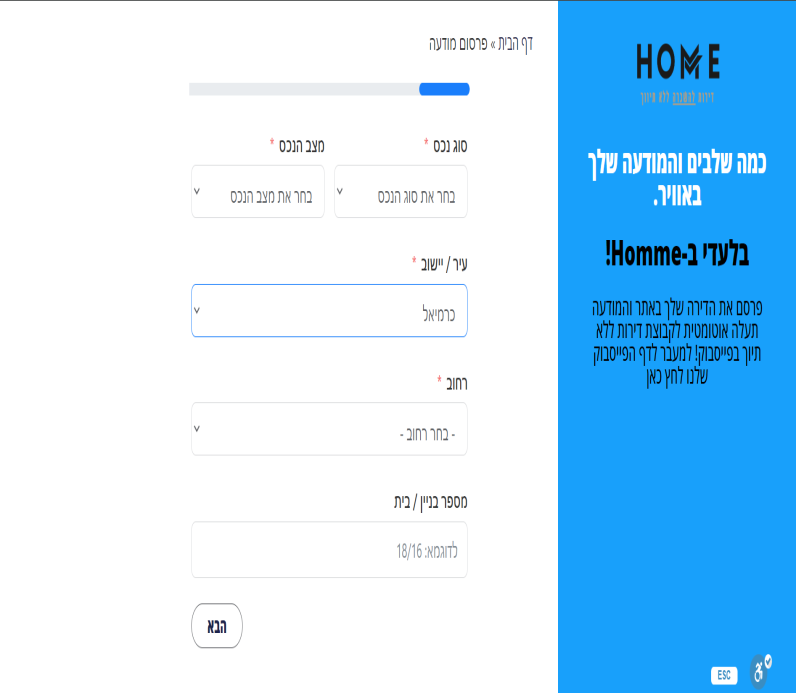 HOME
דירות להשכרה ללא תיווך
כמה שלבים והמודעה שלך
באוויר.
בלעדי ב-Homme!
פרסם את הדירה שלך באתר והמודעה
תעלה אוטומטית לקבוצת דירות ללא
תיוך בפייסבוק! למעבר לדף הפייסבוק
שלנו לחץ כאן
ESC
דף הבית » פרסום מודעה
סוג נכס *
בחר את סוג הנכס
מצב הנכס *
בחר את מצב הנכס
עיר / יישוב *
כרמיאל
רחוב *
- בחר רחוב -
מספר בניין / בית
לדוגמא: 18/16
הבא